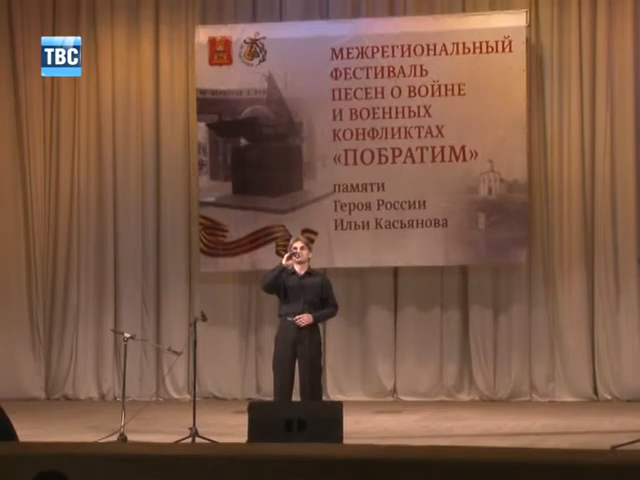 ТВС
МЕЖРЕГИОНАЛЬНЫЙ
ФЕСТИВАЛЬ
ПЕСЕН О ВОЙНЕ
И ВОЕННЫХ
КОНФЛИКТАХ
«ПОБРАТИМ»
памяти
Героя России
Ильи Касьянова